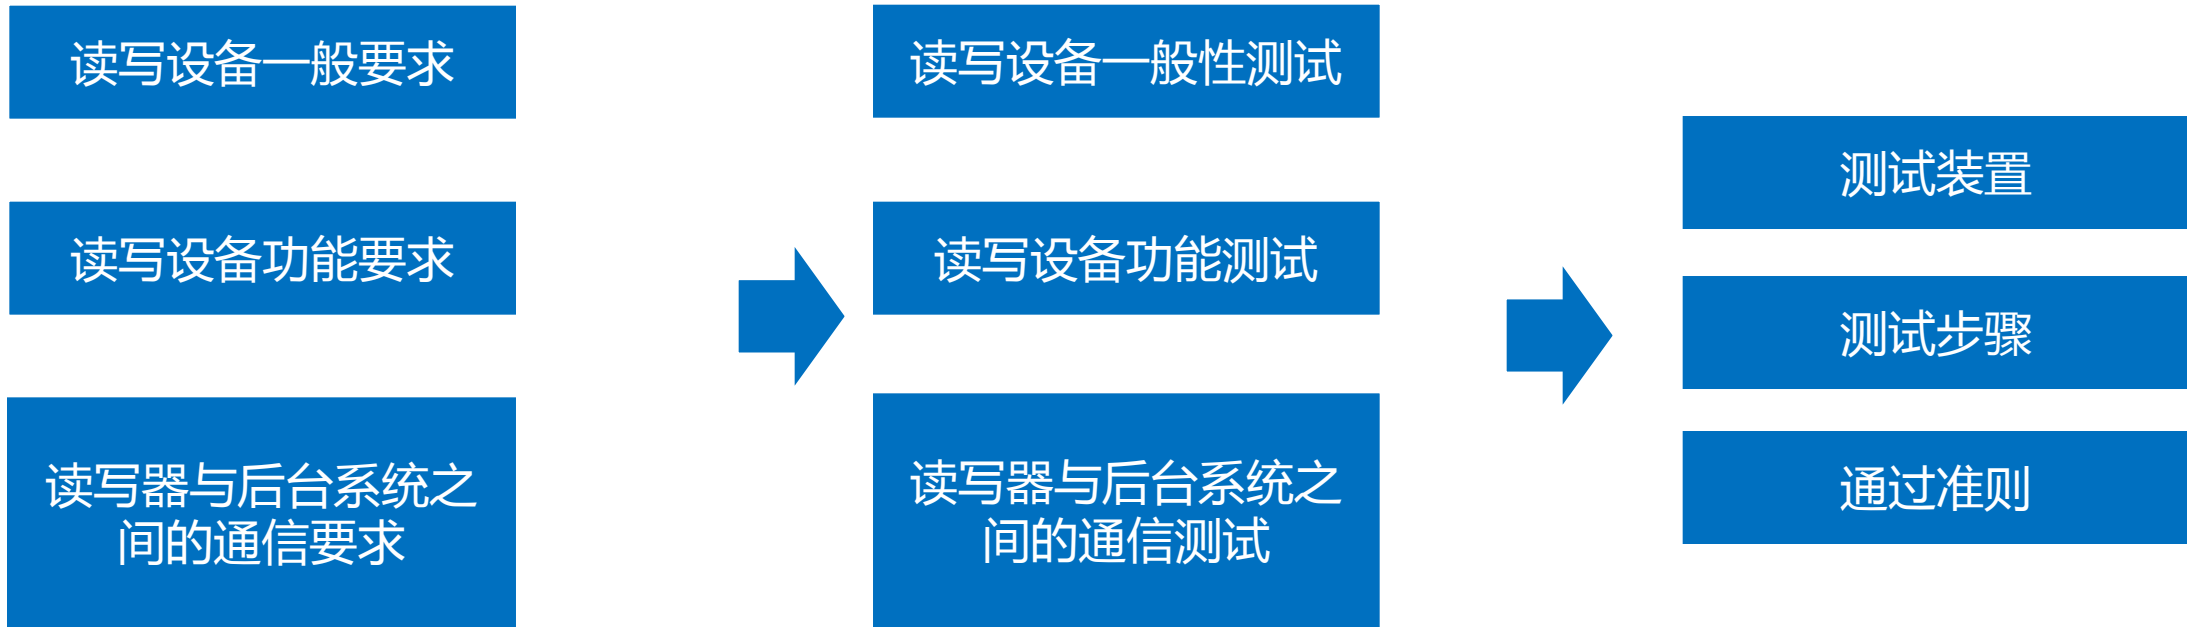 读写设备一般要求
读写设备功能要求
读写器与后台系统之
间的通信要求
读写设备一般性测试
读写设备功能测试
读写器与后台系统之
间的通信测试
测试装置
测试步骤
通过准则